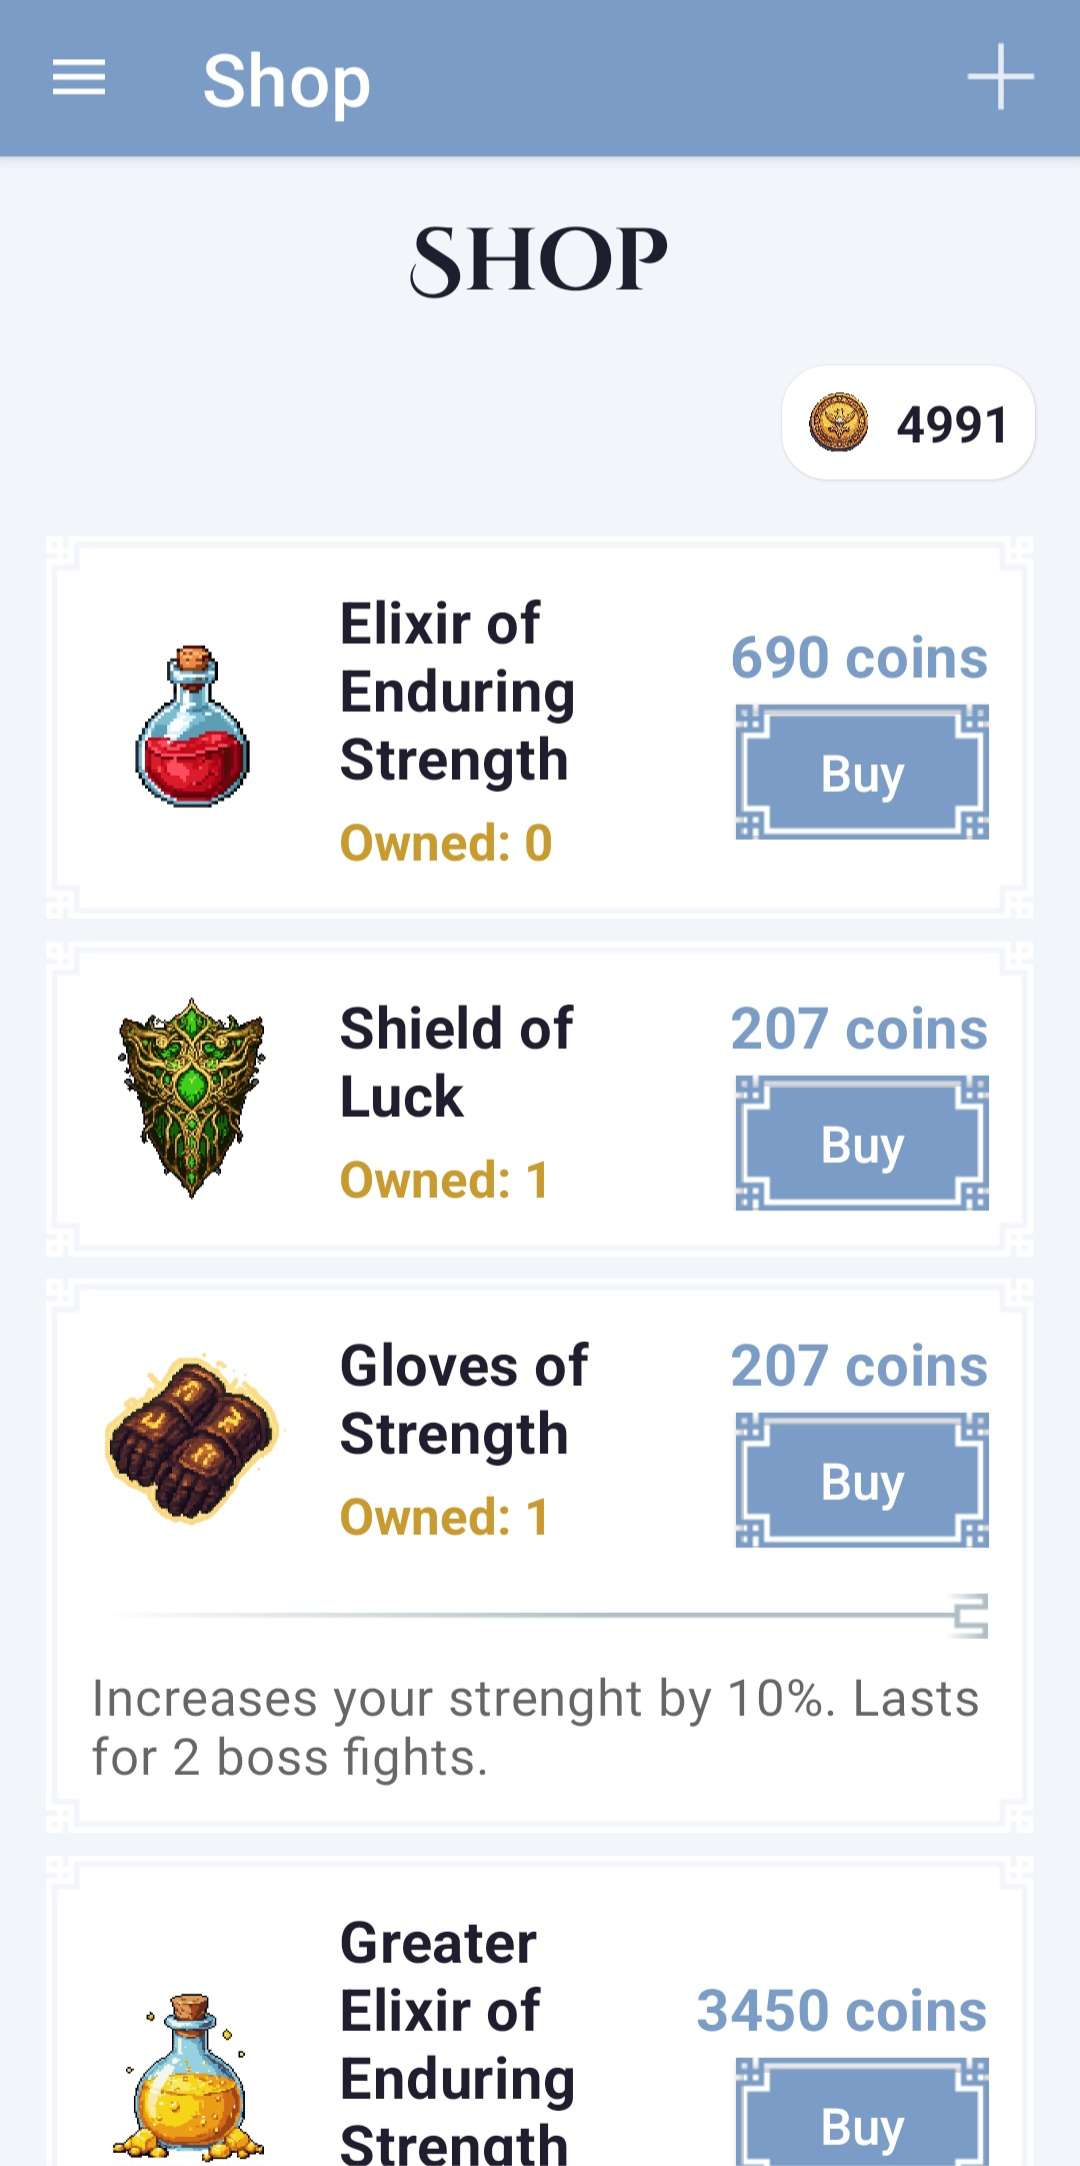 Shop
SHOP
4991
Elixir of
Enduring
Strength
Owned: 0
690 coins
Buy
Shield of
Luck
Owned: 1
207 coins
Buy
Gloves of
Strength
Owned: 1
207 coins
Buy
Increases your strenght by 10%. Lasts
for 2 boss fights.
Greater
Elixir of
Enduring
Strength
3450 coins
Buy